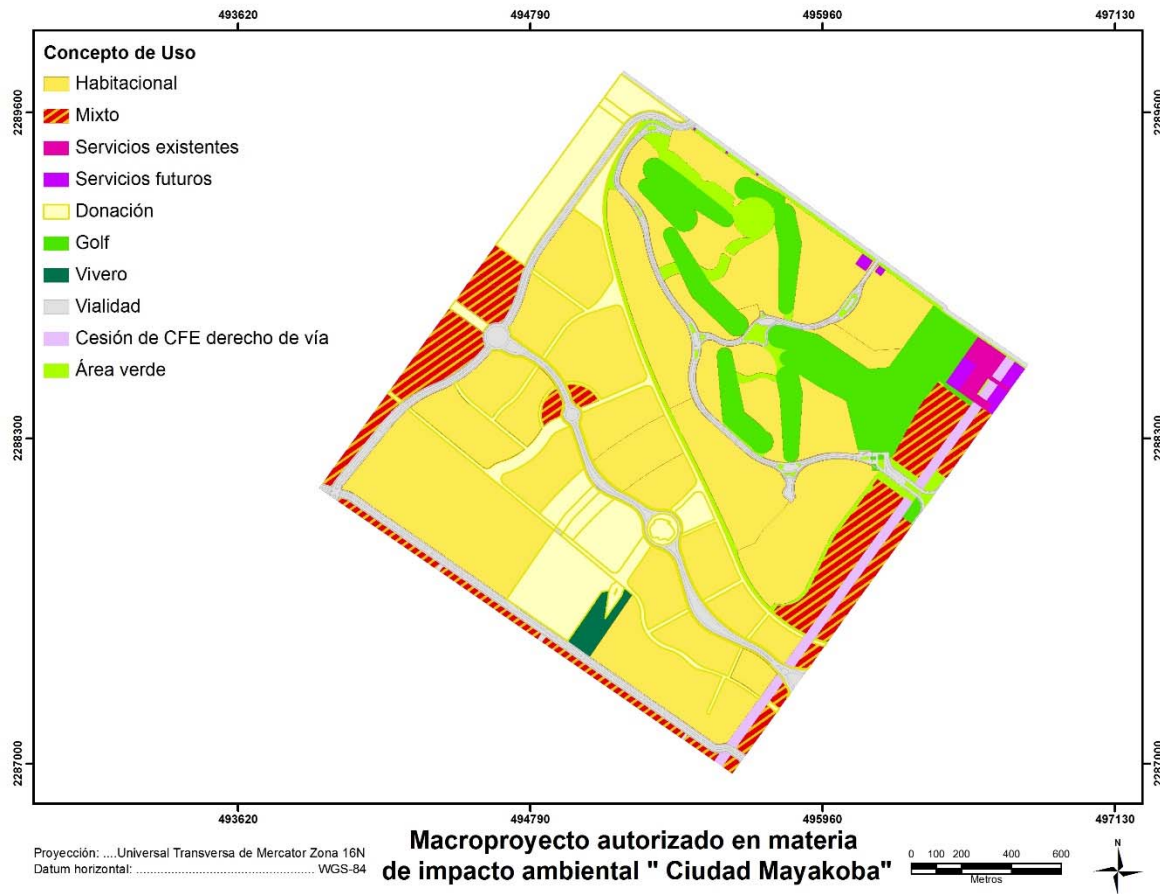 493620 494790 495960 497130
2289600 2289600
Concepto de Uso
Habitacional
Mixto
Servicios existentes
Servicios futuros
Donación
Golf
Vivero
Vialidad
Cesión de CFE derecho de vía
Área verde
2288300 2288300
2287000 2287000
493620 494790 495960 497130
Macroproyecto autorizado en materia
de impacto ambiental " Ciudad Mayakoba"
Proyección: ....Universal Transversa de Mercator Zona 16N
Datum horizontal: ........................................ WGS-84
0 100 200 400 600
Metros
N